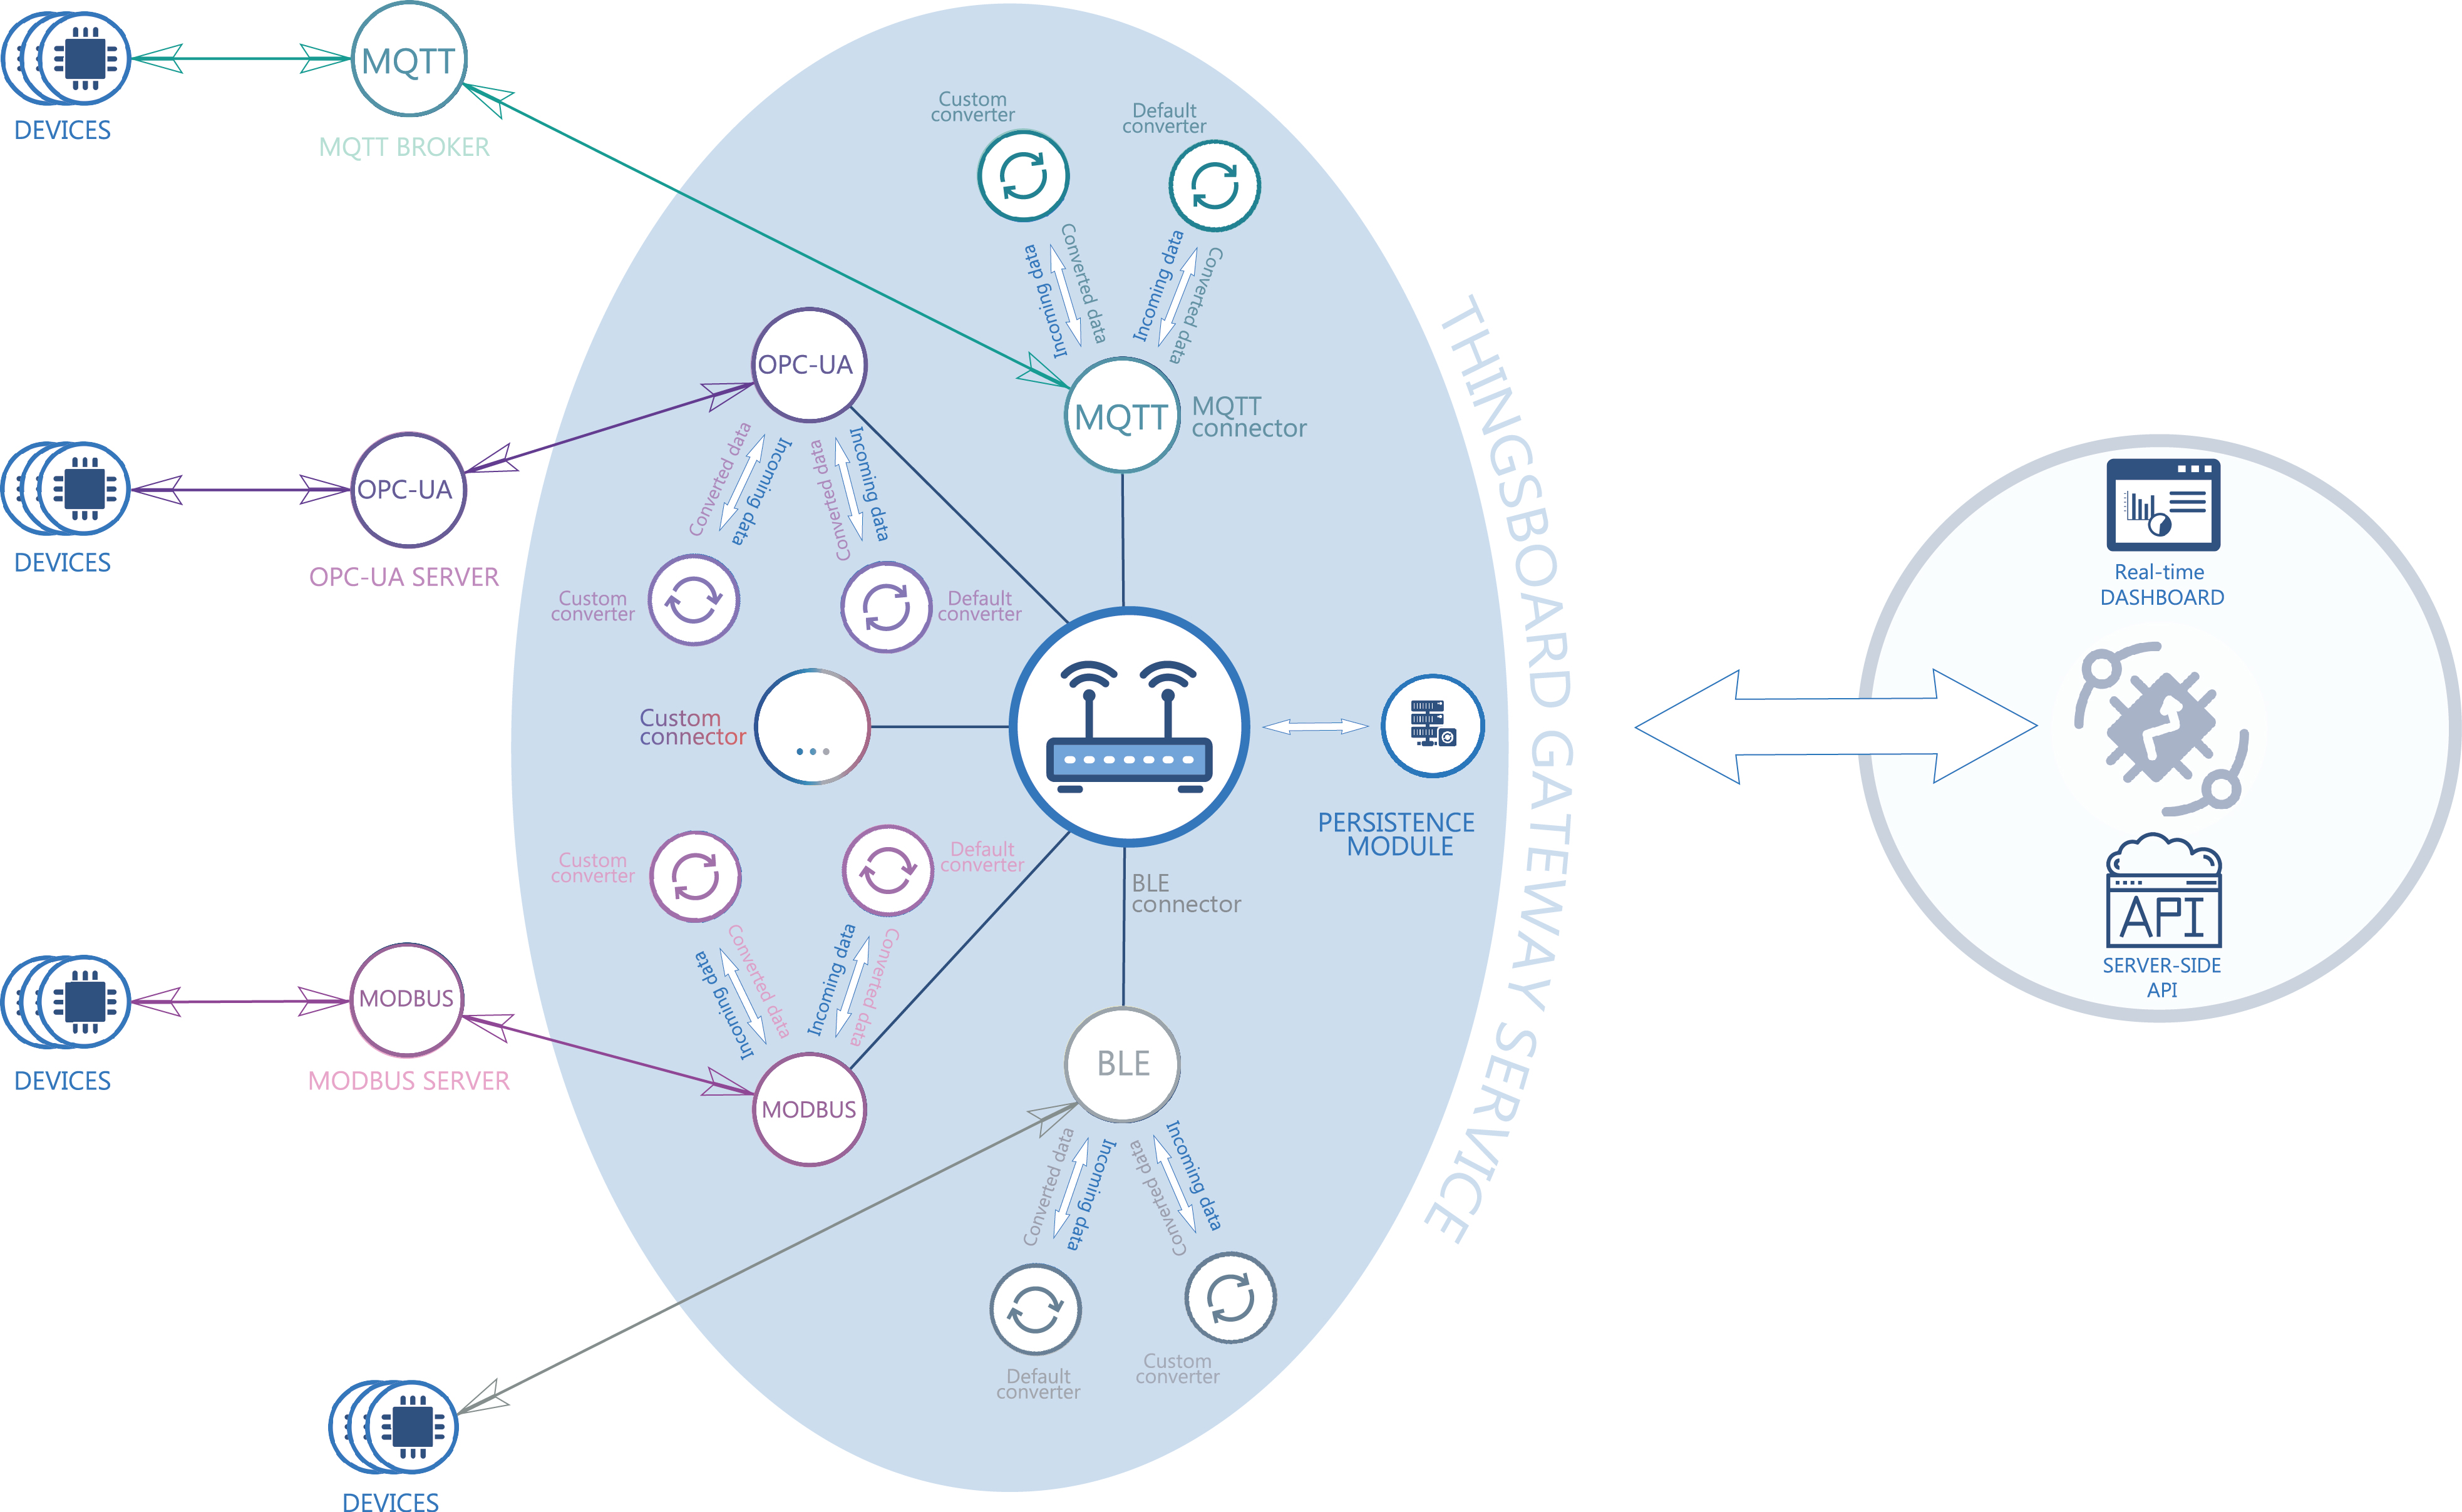 MQTT
DEVICES
MQTT BROKER
Custom
converter
Default
converter
Incoming data
Converted data
Incoming data
Converted data
MQTT
MQTT
connector
OPC-UA
Converted data
Incoming data
Converted data
Incoming data
OPC-UA
DEVICES
OPC-UA SERVER
Custom
converter
Default
converter
Custom
connector
...
PERSISTENCE
MODULE
THINGSBOARD GATEWAY SERVICE
Real-time
DASHBOARD
API
SERVER-SIDE
API
Custom
converter
Default
converter
BLE
connector
Incoming data
Converted data
Incoming data
Converted data
MODBUS
DEVICES
MODBUS SERVER
MODBUS
BLE
Converted data
Incoming data
Converted data
Incoming data
Default
converter
Custom
converter
DEVICES